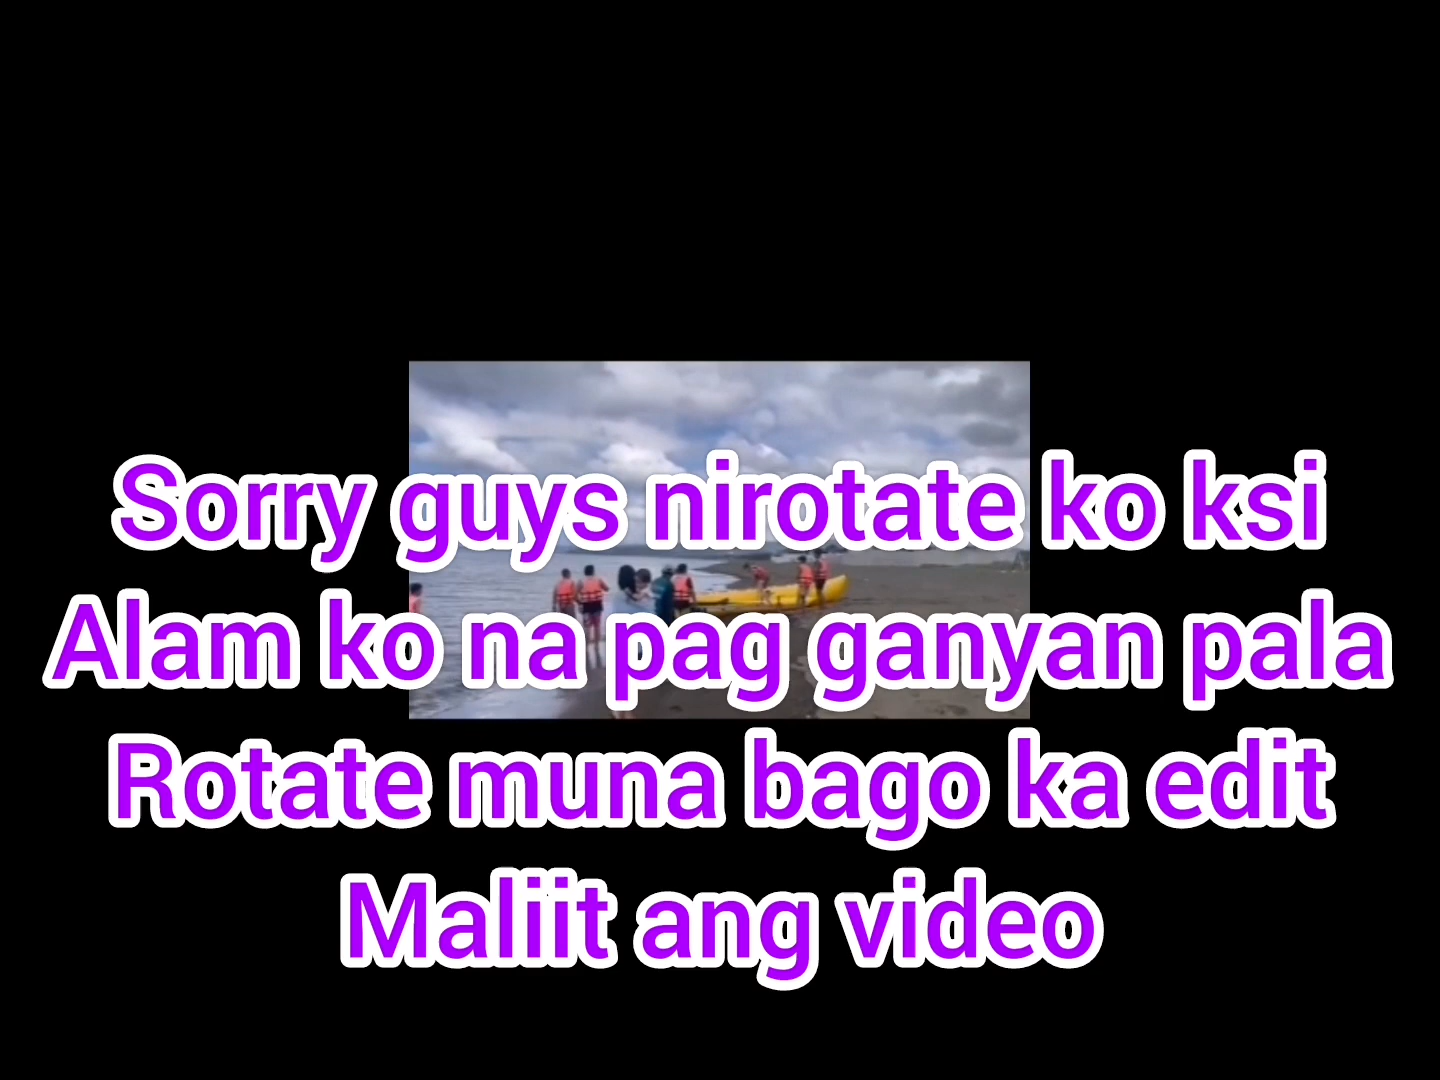 Sorry guys nirotate ko ksi
Alam ko na pag ganyan pala
Rotate muna bago ka edit
Maliit ang video